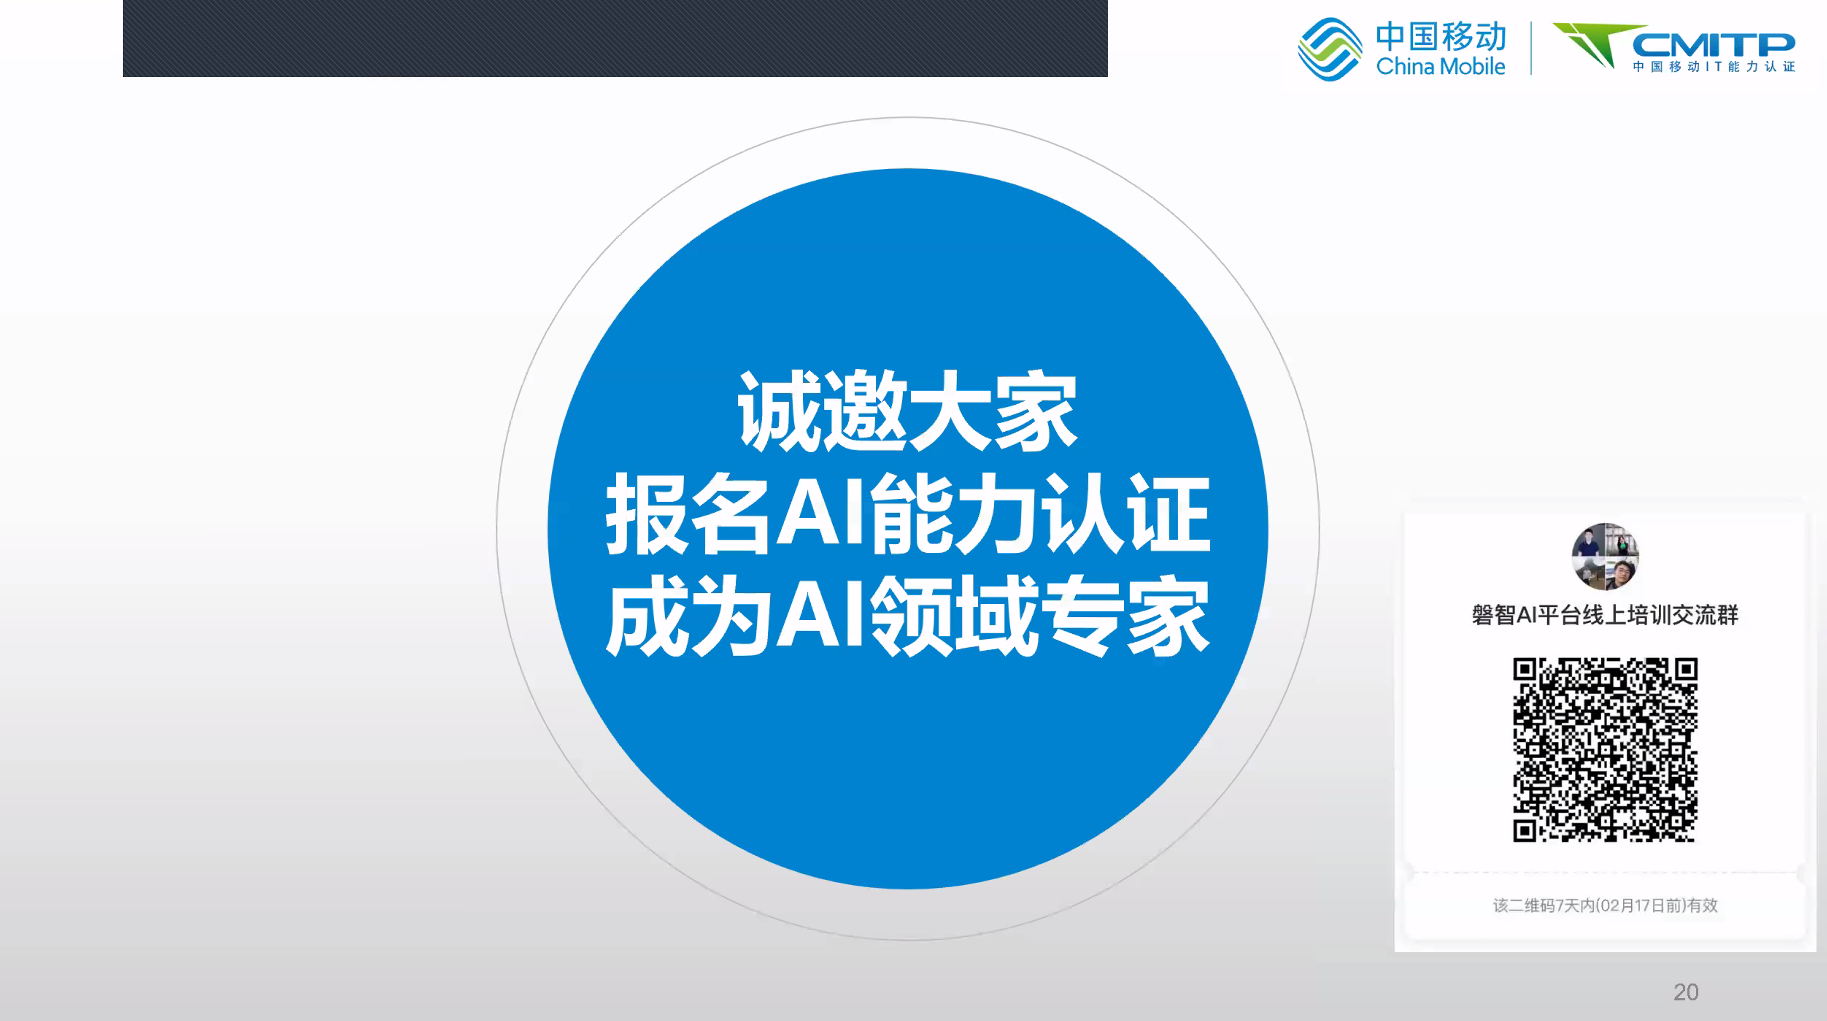 中国移动
China Mobile
CMITP
中国移动IT能力认证
诚邀大家
报名AI能力认证
成为AI领域专家
磐智AI平台线上培训交流群
该二维码7天内(02月17日前)有效
20